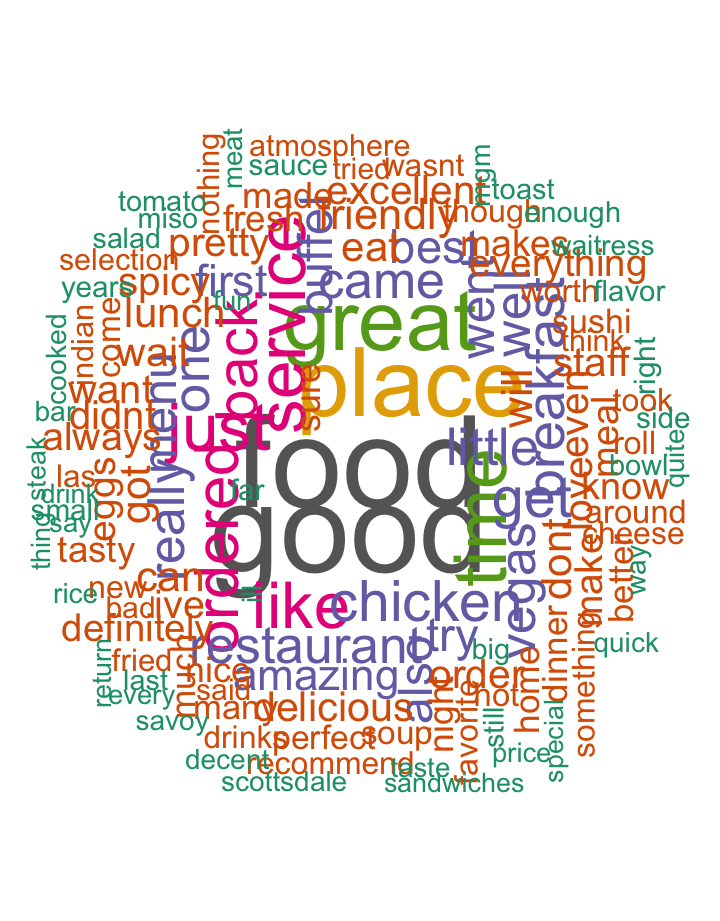 nothing
meat
atmosphere
sauce
tried
wasnt
mgm
toast
tomato
miso
made
fresh
buffet
excellent
friendly
though
enough
salad
pretty
service
eat
best
makes
waitress
selection
years
spicy
first
fun
came
went
well
everything
worth
flavor
indian
come
lunch
back
great
sushi
think
cooked
wait
one
menu
place
staff
right
want
sure
will
breakfast
bar
didnt
just
ever
meal
took
side
always
food
little
love
roll
quite
steak
las
eggs
got
really
ordered
far
time
get
bowl
know
drink
small
say
good
vegas
dont
make
around
cheese
things
tasty
can
ill
better
way
rice
new
bad
ive
like
chicken
definitely
restaurant
try
big
dinner
something
quick
return
fried
much
nice
amazing
also
order
home
last
every
said
hot
savoy
many
delicious
night
favorite
still
special
drinks
perfect
soup
price
decent
recommend
taste
scottsdale
sandwiches